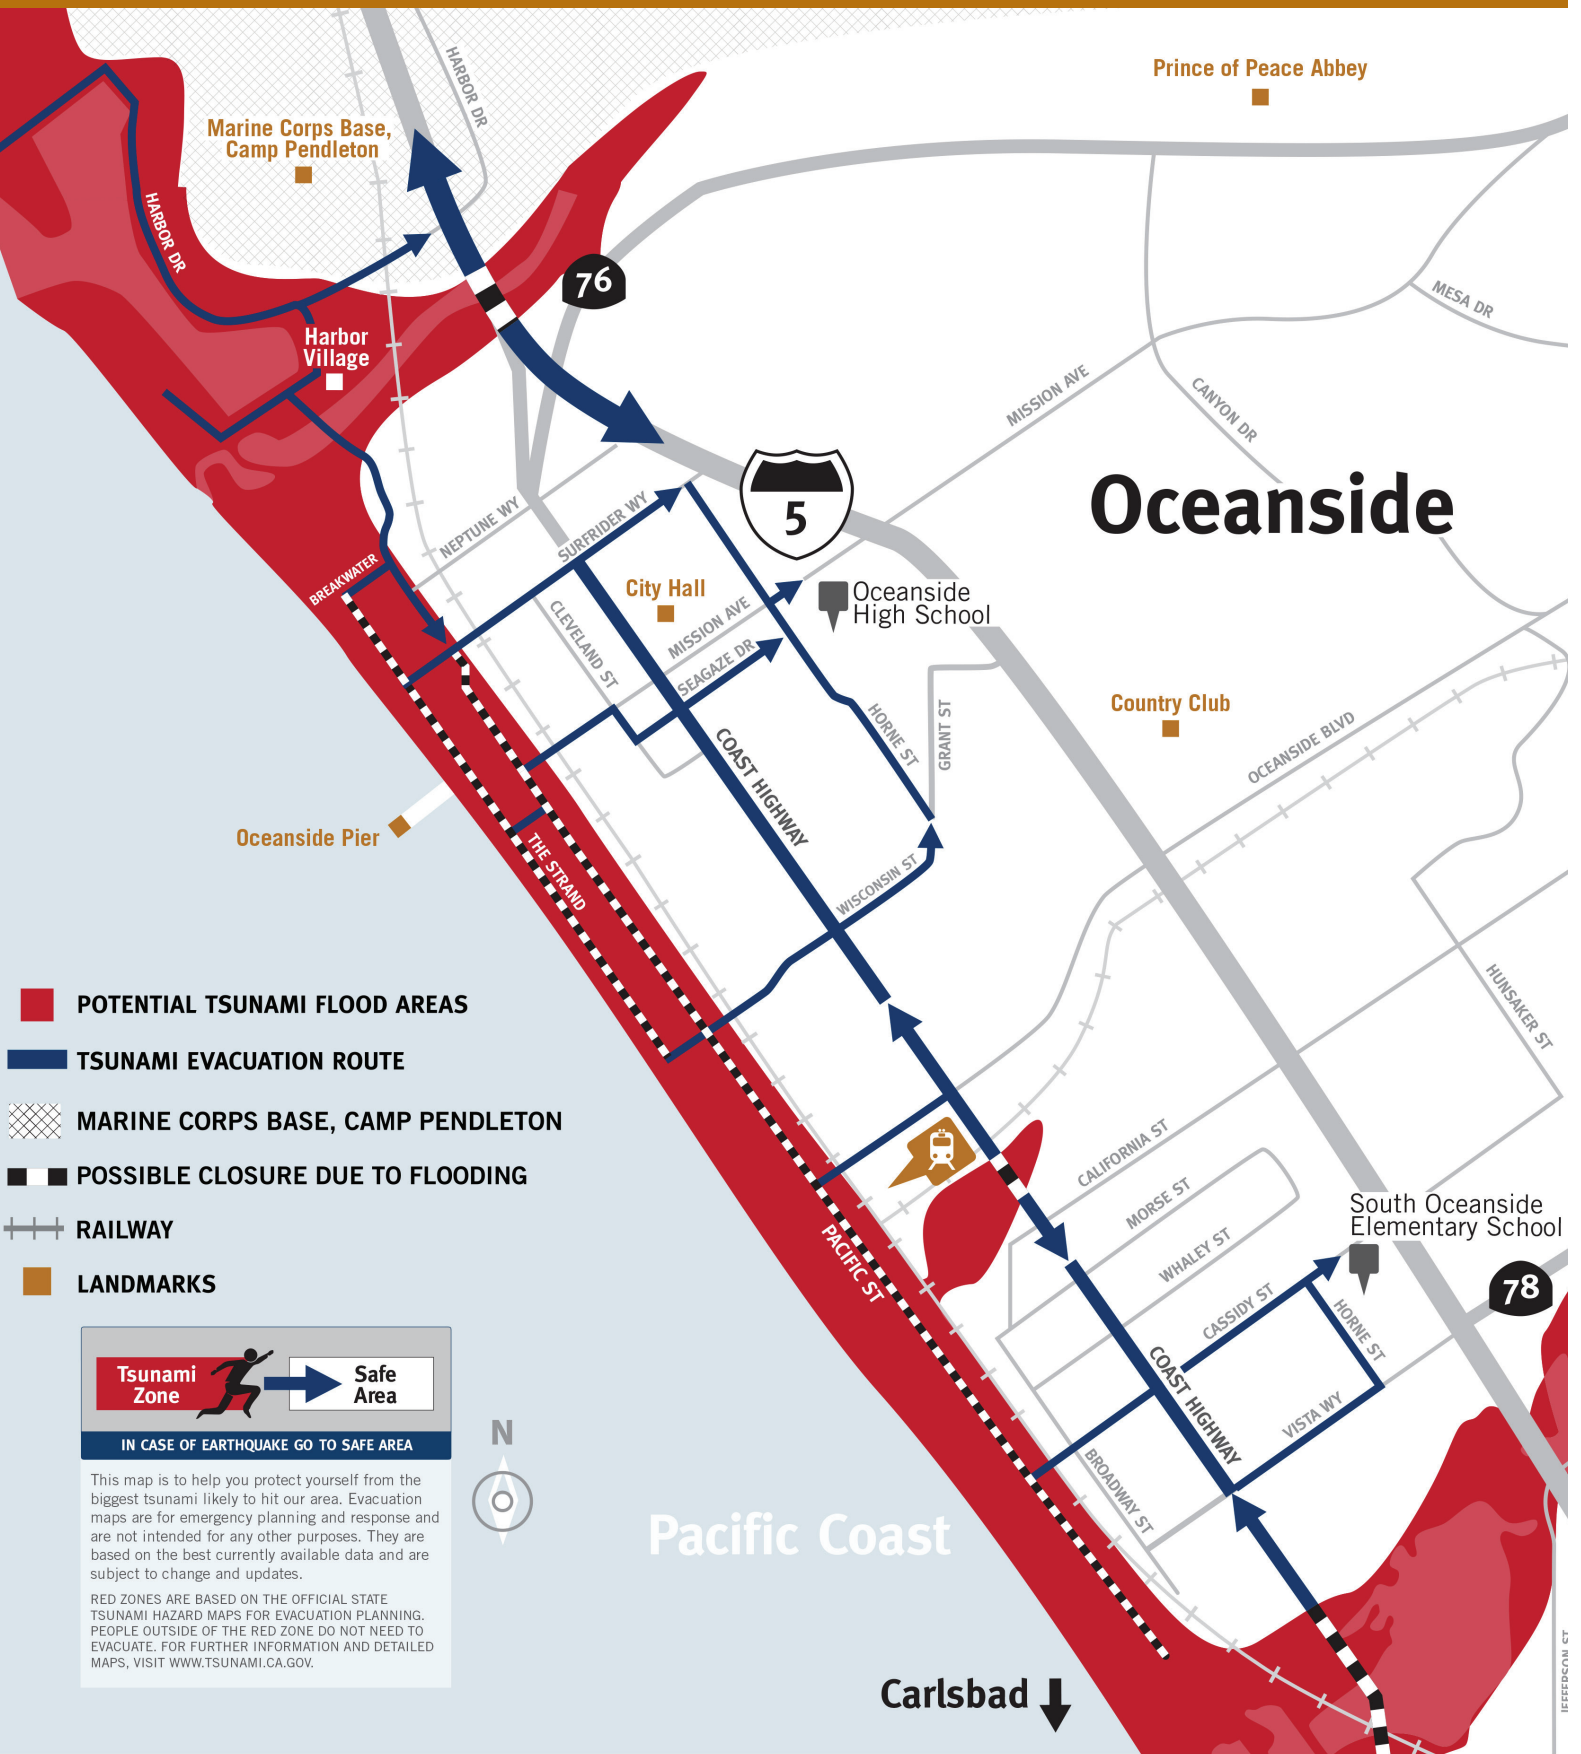 HARBOR DR
Prince of Peace Abbey
Marine Corps Base,
Camp Pendleton
HARBOR DR
76
MESA DR
Harbor
Village
MISSION AVE
CANYON DR
Oceanside
5
NEPTUNE WY
SURFRIDER WY
BREAKWATER
City Hall
Oceanside
High School
CLEVELAND ST
MISSION AVE
SEAGAZE DR
Country Club
HORNE ST
GRANT ST
OCEANSIDE BLVD
COAST HIGHWAY
Oceanside Pier
THE STRAND
WISCONSIN ST
HUNSAKER ST
POTENTIAL TSUNAMI FLOOD AREAS
TSUNAMI EVACUATION ROUTE
MARINE CORPS BASE, CAMP PENDLETON
POSSIBLE CLOSURE DUE TO FLOODING
RAILWAY
LANDMARKS
CALIFORNIA ST
MORSE ST
WHALEY ST
South Oceanside
Elementary School
PACIFIC ST
78
CASSIDY ST
HORNE ST
COAST HIGHWAY
VISTA WY
BROADWAY ST
Tsunami
Zone
Safe
Area
IN CASE OF EARTHQUAKE GO TO SAFE AREA
N
This map is to help you protect yourself from the
biggest tsunami likely to hit our area. Evacuation
maps are for emergency planning and response and
are not intended for any other purposes. They are
based on the best currently available data and are
subject to change and updates.
RED ZONES ARE BASED ON THE OFFICIAL STATE
TSUNAMI HAZARD MAPS FOR EVACUATION PLANNING.
PEOPLE OUTSIDE OF THE RED ZONE DO NOT NEED TO
EVACUATE. FOR FURTHER INFORMATION AND DETAILED
MAPS, VISIT WWW.TSUNAMI.CA.GOV.
Pacific Coast
Carlsbad
JEFFERSON ST